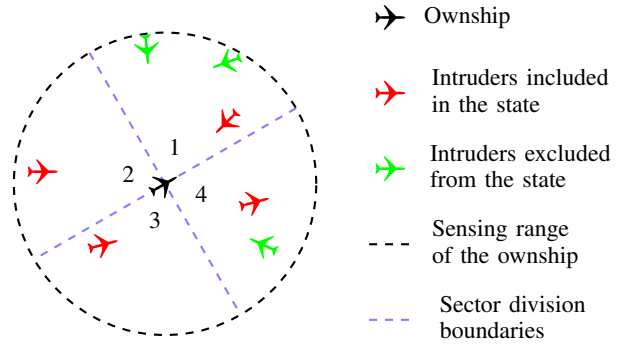 1
2
3
4
Ownship
Intruders included
in the state
Intruders excluded
from the state
Sensing range
of the ownship
Sector division
boundaries